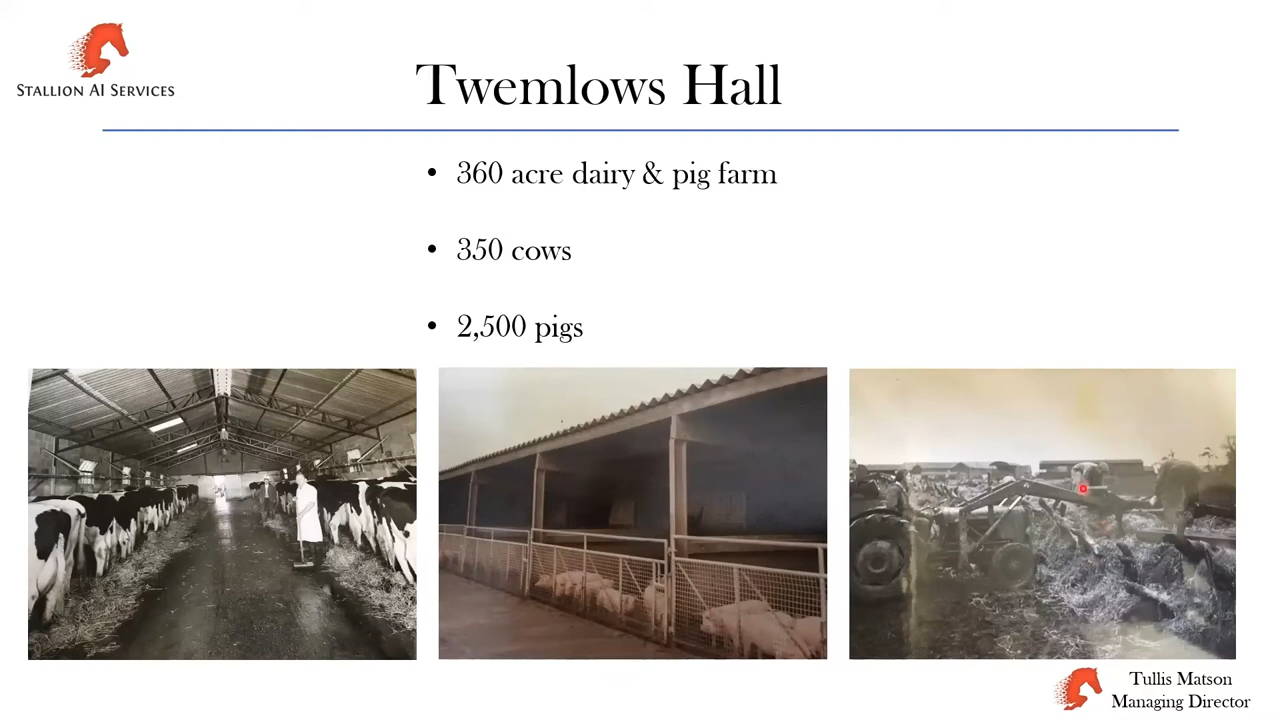 STALLION AI SERVICES
Twemlows Hall
• 360 acre dairy & pig farm
• 350 cows
• 2,500 pigs
Tullis Matson
Managing Director